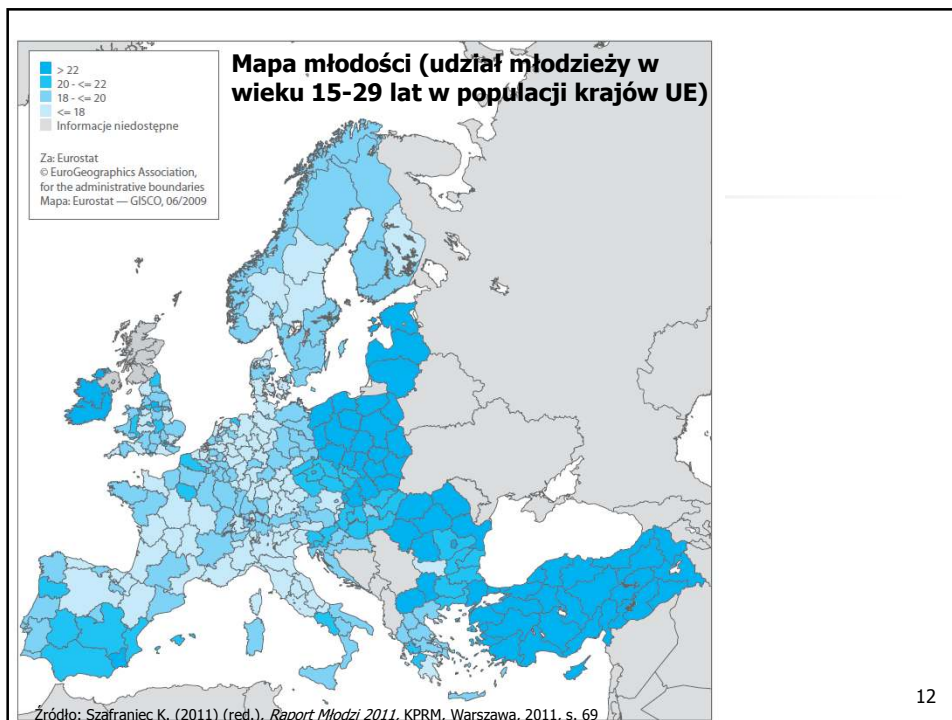 Mapa młodości (udział młodzieży w
wieku 15-29 lat w populacji krajów UE)
> 22
20 - <= 22
18 - <= 20
<= 18
Informacje niedostępne
Za: Eurostat
© EuroGeographics Association,
for the administrative boundaries
Mapa: Eurostat — GISCO, 06/2009
Źródło: Szafraniec K. (2011) (red.), Raport Młodzi 2011, KPRM, Warszawa, 2011, s. 69
12